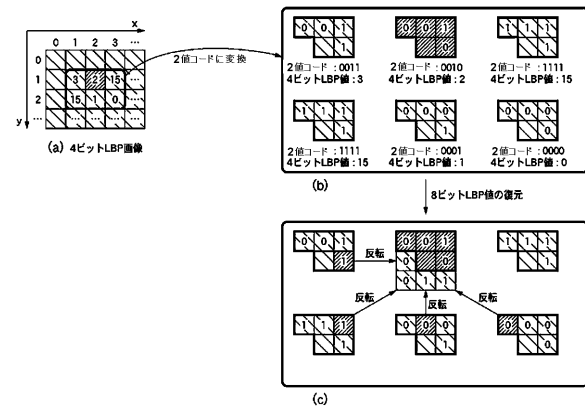 x
0 1 2 3 …
0
1 3 2 15 …
2 15 1 0 …
… … … … …
y
(a) 4ビットLBP画像
2値コードに変換
(b)
0 0 1
1
2値コード:0011
4ビットLBP値:3
0 0 1
0
2値コード:0010
4ビットLBP値:2
1 1 1
1
2値コード:1111
4ビットLBP値:15
1 1 1
1
2値コード:1111
4ビットLBP値:15
0 0 0
1
2値コード:0001
4ビットLBP値:1
0 0 0
0
2値コード:0000
4ビットLBP値:0
8ビットLBP値の復元
0 0 1
1
反転
0 0 1
0 0
0 1 1
1 1 1
1
反転
反転
反転
1 1 1
1
0 0 0
1
0 0 0
0
(c)